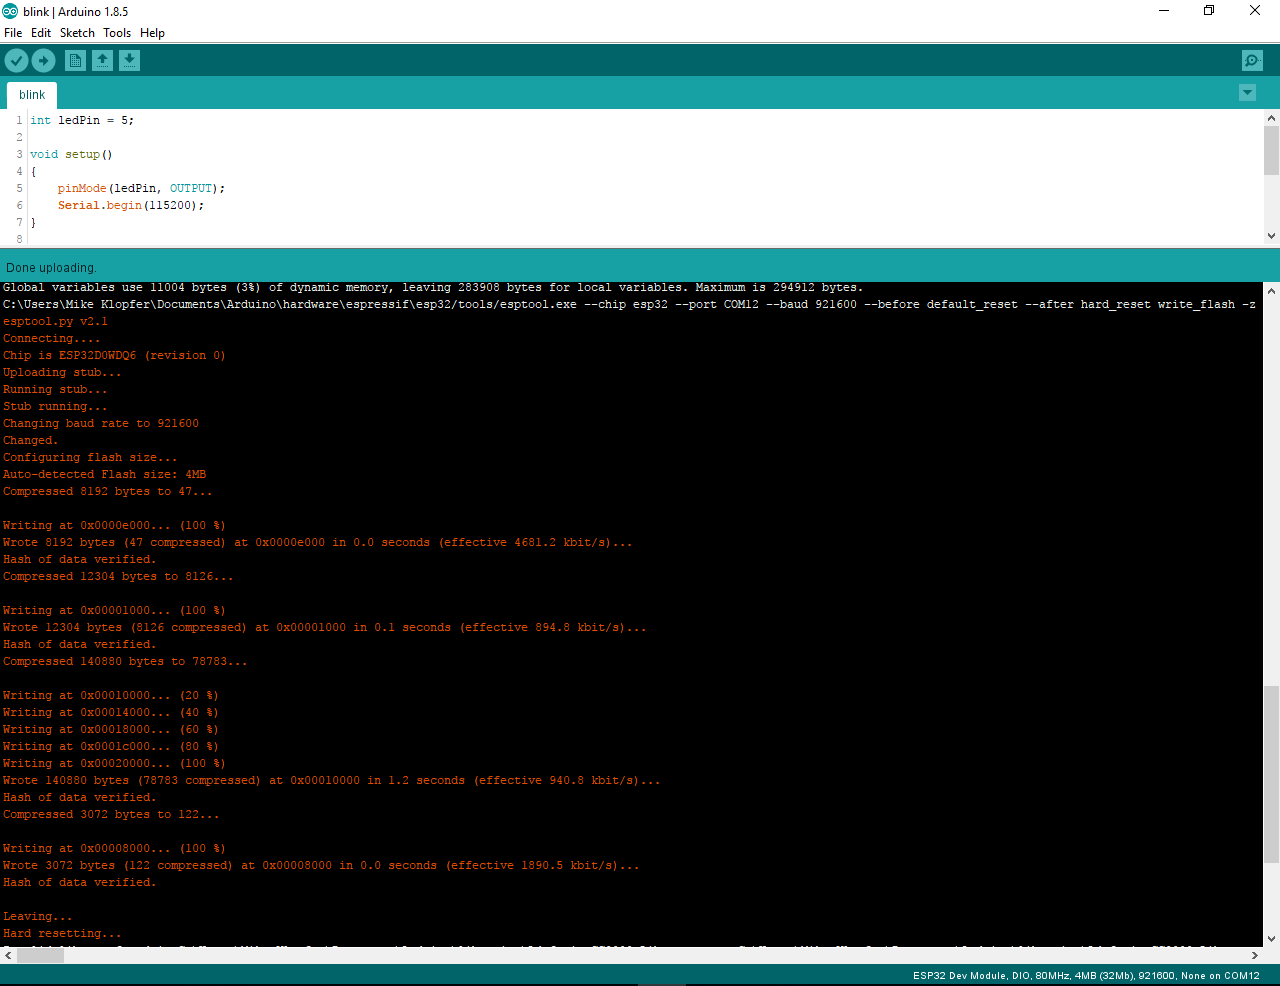 blink | Arduino 1.8.5
File Edit Sketch Tools Help
blink
1 int ledPin = 5;
2
3 void setup()
4 {
5 pinMode(ledPin, OUTPUT);
6 Serial.begin(115200);
7 }
8
Done uploading.
Global variables use 11004 bytes (3%) of dynamic memory, leaving 283908 bytes for local variables. Maximum is 294912 bytes.
C:\Users\Mike Klopfer\Documents\Arduino\hardware\espressif\esp32/tools/esptool.exe --chip esp32 --port COM12 --baud 921600 --before default_reset --after hard_reset write_flash -z
esptool.py v2.1
Connecting....
Chip is ESP32D0WDQ6 (revision 0)
Uploading stub...
Running stub...
Stub running...
Changing baud rate to 921600
Changed.
Configuring flash size...
Auto-detected Flash size: 4MB
Compressed 8192 bytes to 47...
Writing at 0x0000e000... (100 %)
Wrote 8192 bytes (47 compressed) at 0x0000e000 in 0.0 seconds (effective 4681.2 kbit/s)...
Hash of data verified.
Compressed 12304 bytes to 8126...
Writing at 0x00001000... (100 %)
Wrote 12304 bytes (8126 compressed) at 0x00001000 in 0.1 seconds (effective 894.8 kbit/s)...
Hash of data verified.
Compressed 140880 bytes to 78783...
Writing at 0x00010000... (20 %)
Writing at 0x00014000... (40 %)
Writing at 0x00018000... (60 %)
Writing at 0x0001c000... (80 %)
Writing at 0x00020000... (100 %)
Wrote 140880 bytes (78783 compressed) at 0x00010000 in 1.2 seconds (effective 940.8 kbit/s)...
Hash of data verified.
Compressed 3072 bytes to 122...
Writing at 0x00008000... (100 %)
Wrote 3072 bytes (122 compressed) at 0x00008000 in 0.0 seconds (effective 1890.5 kbit/s)...
Hash of data verified.
Leaving...
Hard resetting...
ESP32 Dev Module, DIO, 80MHz, 4MB (32Mb), 921600, None on COM12